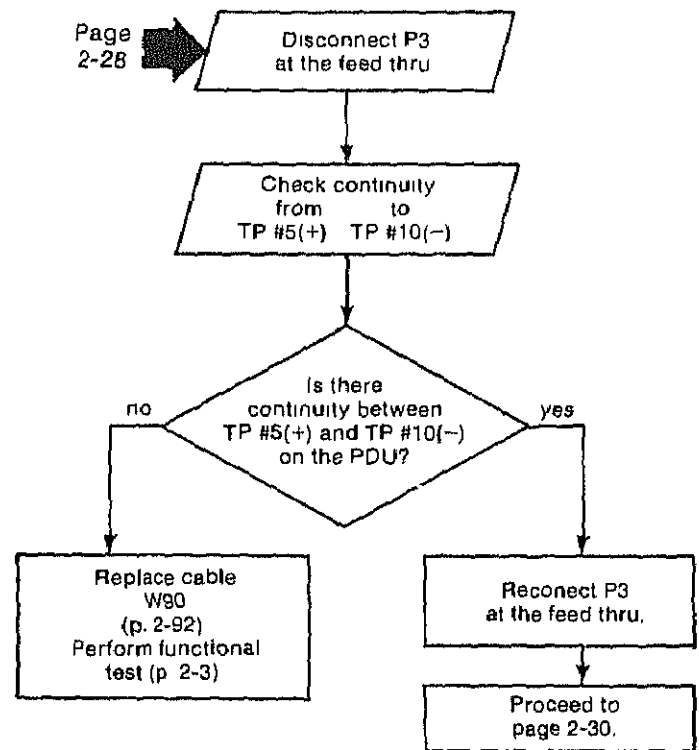 Page
2-28
Disconnect P3
at the feed thru
Check continuity
from to
TP #5(+) TP #10(−)
Is there
continuity between
TP #5(+) and TP #10(−)
on the PDU?
no
yes
Replace cable
W90
(p. 2-92)
Perform functional
test (p 2-3)
Reconect P3
at the feed thru.
Proceed to
page 2-30.